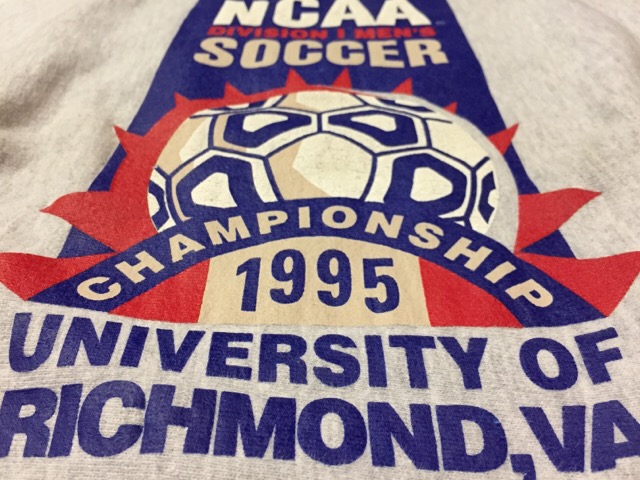 NCAA
DIVISION I MEN'S
SOCCER
CHAMPIONSHIP
1995
UNIVERSITY OF
RICHMOND, VA